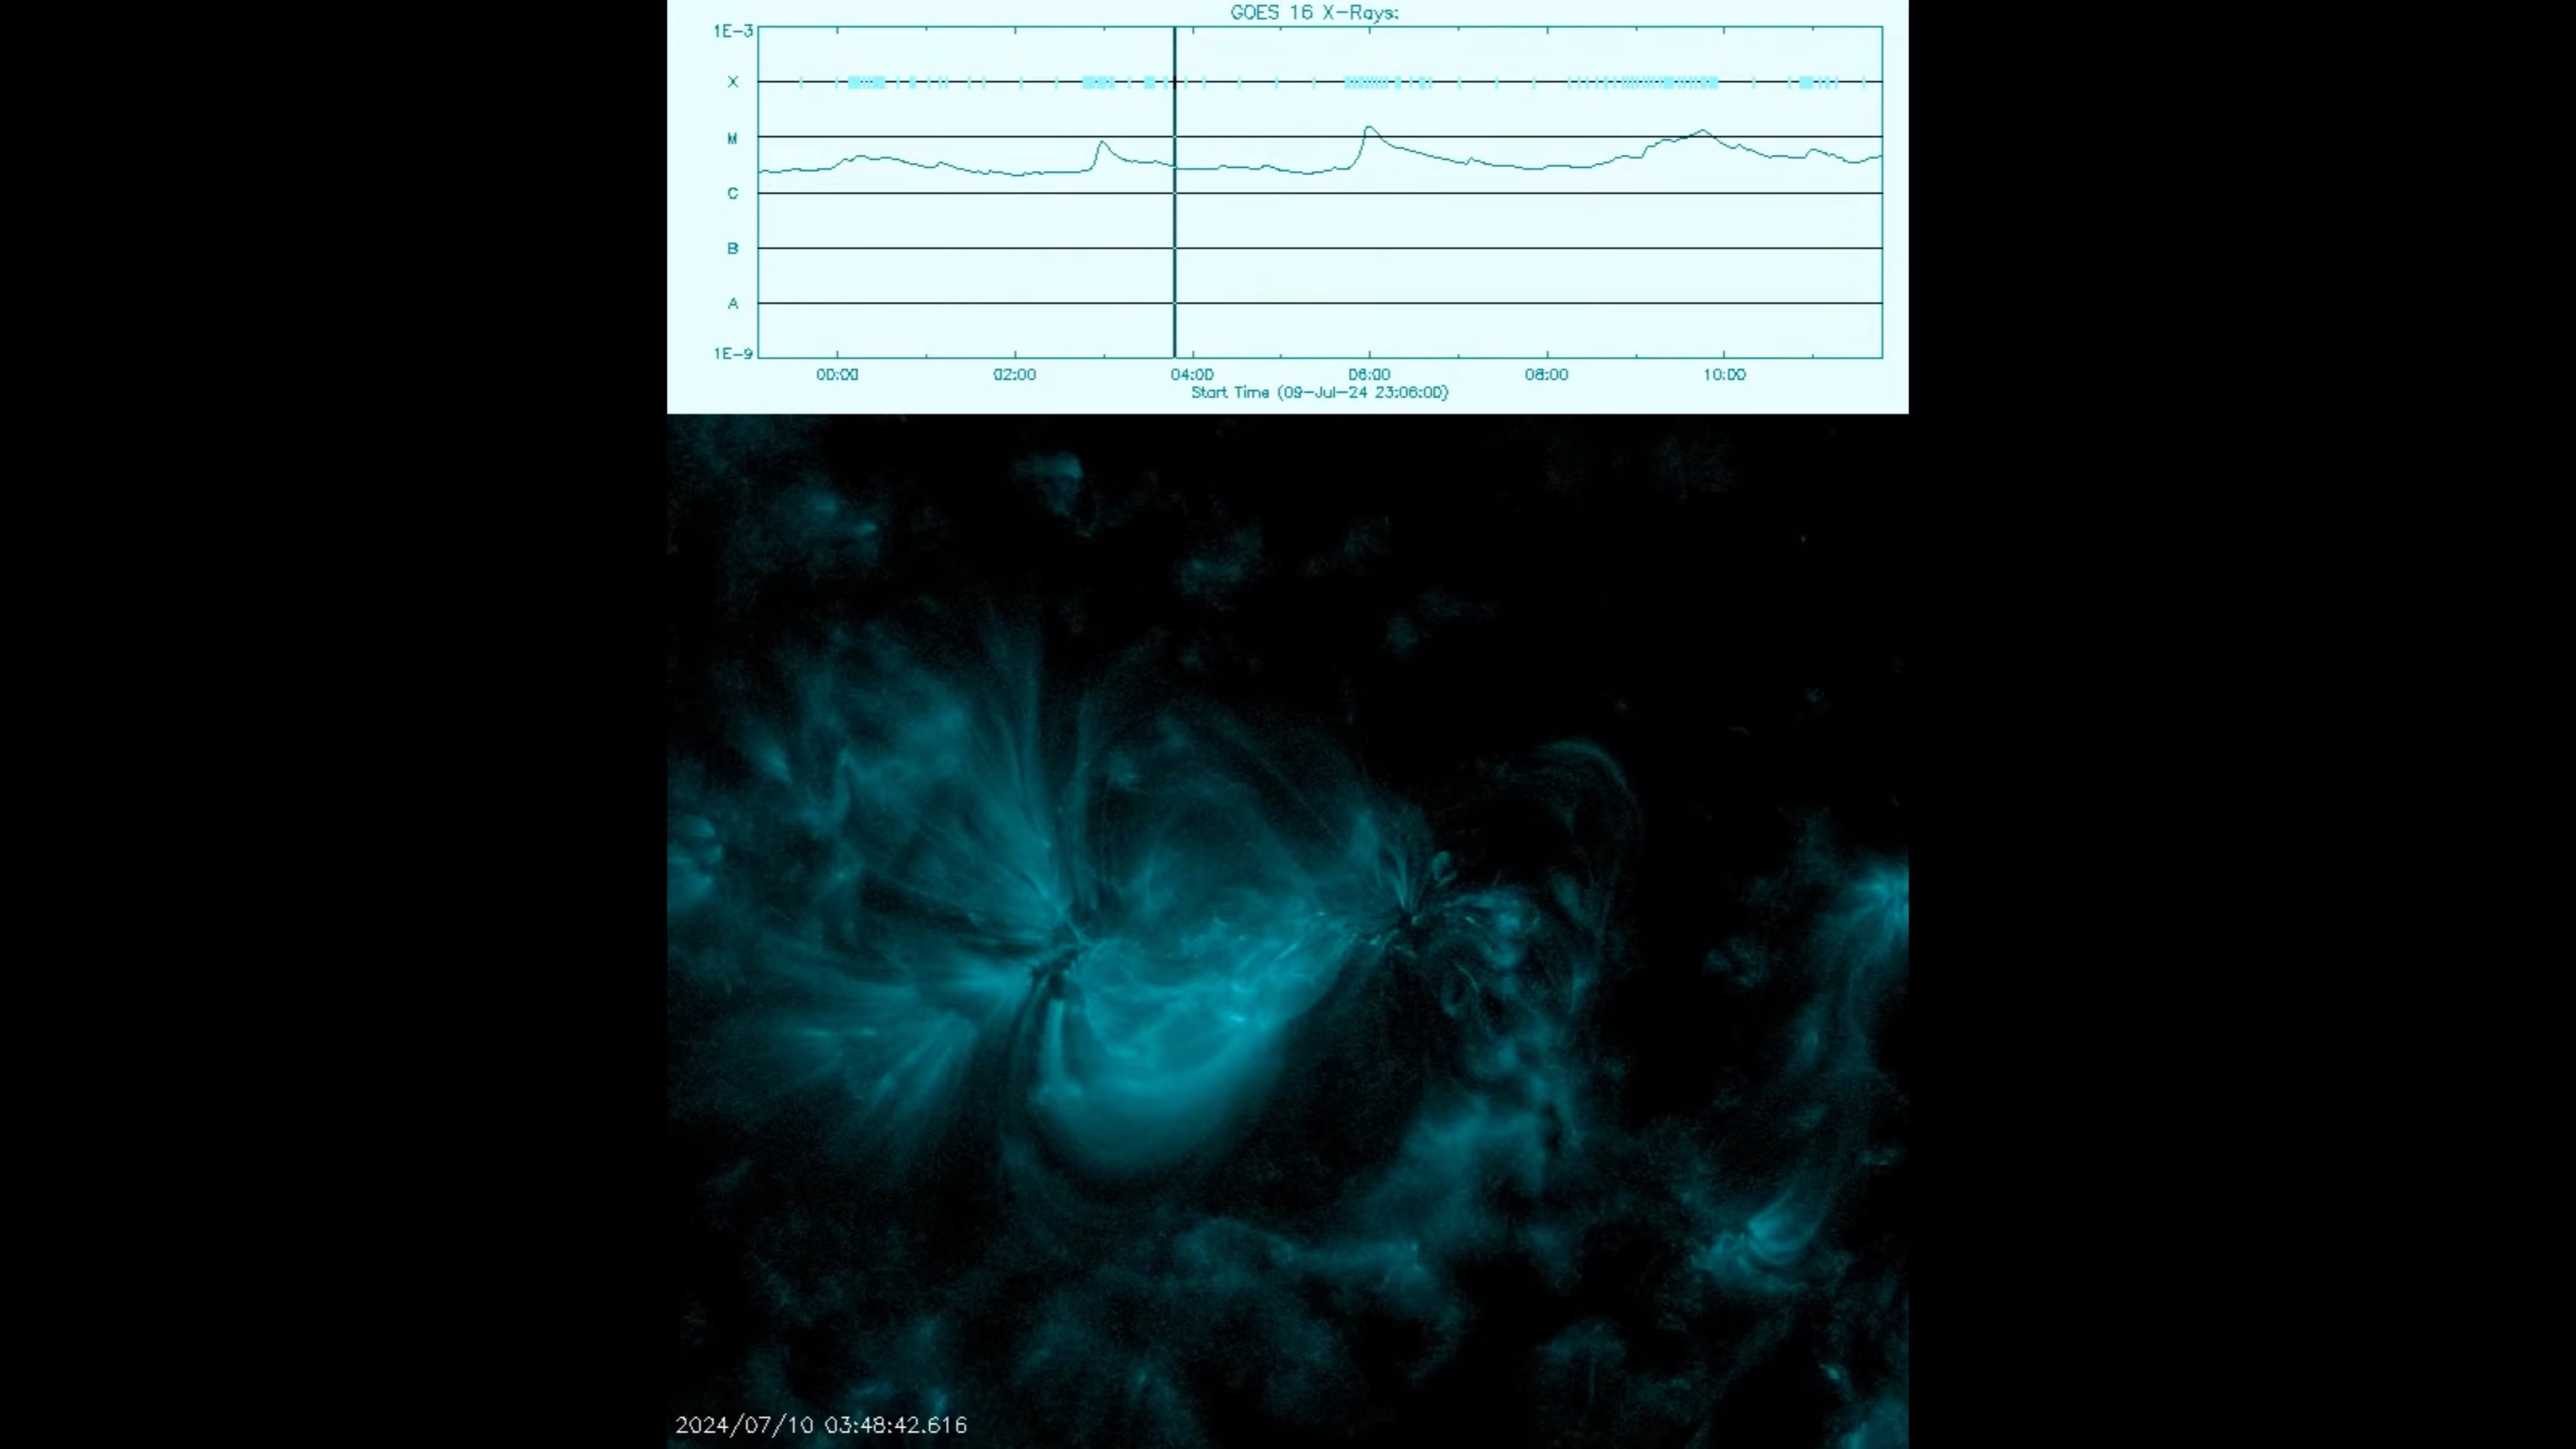 GOES 16 X-Rays:
1E-3
X
M
C
B
A
1E-9
00:00 02:00 04:00 06:00 08:00 10:00
Start Time (09-Jul-24 23:06:00)
2024/07/10 03:48:42.616